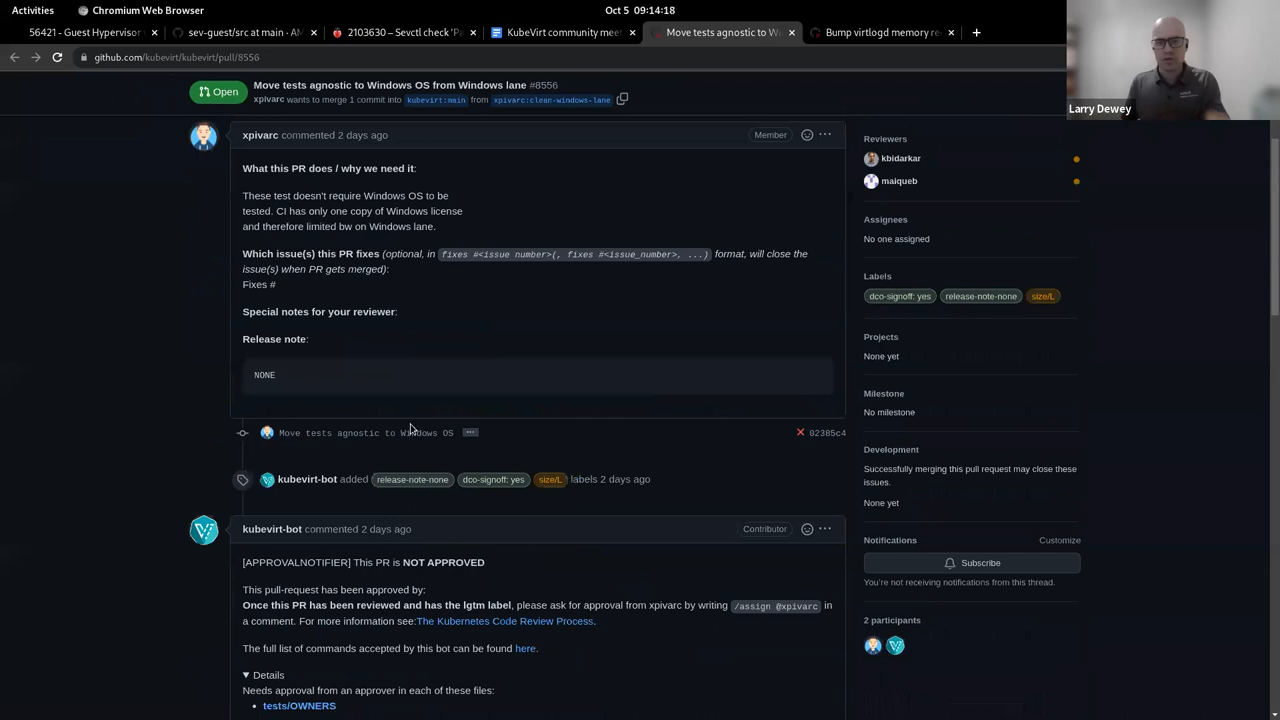 Activities
Chromium Web Browser
Oct 5 09:14:18
56421 - Guest Hypervisor
sev-guest/src at main · AM
2103630 – Sevctl check 'Pa
KubeVirt community mee
Move tests agnostic to Wi
Bump virtlogd memory re
github.com/kubevirt/kubevirt/pull/8556
Larry Dewey
Open
Move tests agnostic to Windows OS from Windows lane #8556
xpivarc wants to merge 1 commit into kubevirt:main from xpivarc:clean-windows-lane
xpivarc commented 2 days ago
Member
What this PR does / why we need it:
These test doesn't require Windows OS to be
tested. CI has only one copy of Windows license
and therefore limited bw on Windows lane.
Which issue(s) this PR fixes (optional, in fixes #<issue number>(, fixes #<issue_number>, ...) format, will close the
issue(s) when PR gets merged):
Fixes #
Special notes for your reviewer:
Release note:
NONE
Move tests agnostic to Windows OS
02385c4
kubevirt-bot added release-note-none dco-signoff: yes size/L labels 2 days ago
kubevirt-bot commented 2 days ago
Contributor
[APPROVALNOTIFIER] This PR is NOT APPROVED
This pull-request has been approved by:
Once this PR has been reviewed and has the lgtm label, please ask for approval from xpivarc by writing /assign @xpivarc in
a comment. For more information see:The Kubernetes Code Review Process.
The full list of commands accepted by this bot can be found here.
Details
Needs approval from an approver in each of these files:
• tests/OWNERS
Reviewers
kbidarkar
maiqueb
Assignees
No one assigned
Labels
dco-signoff: yes release-note-none size/L
Projects
None yet
Milestone
No milestone
Development
Successfully merging this pull request may close these
issues.
None yet
Notifications
Customize
Subscribe
You're not receiving notifications from this thread.
2 participants